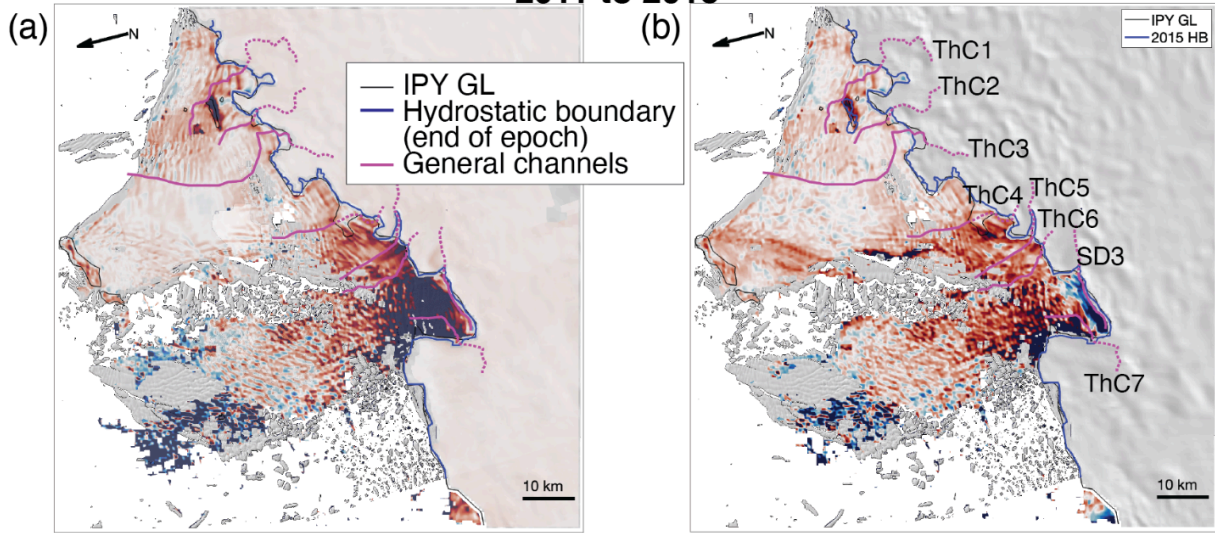 (a)
N
IPY GL
Hydrostatic boundary
(end of epoch)
General channels
10 km
(b)
N
IPY GL
2015 HB
ThC1
ThC2
ThC3
ThC4
ThC5
ThC6
SD3
ThC7
10 km